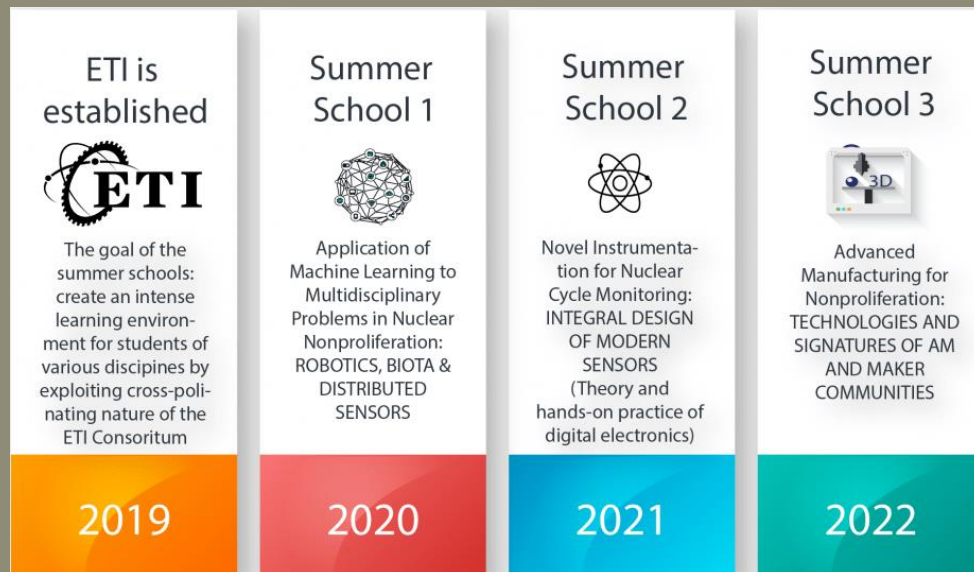 ETI is
established
ETI
The goal of the
summer schools:
create an intense
learning environ-
ment for students of
various discipines by
exploiting cross-poli-
nating nature of the
ETI Consoritum
2019
Summer
School 1
Application of
Machine Learning to
Multidisciplinary
Problems in Nuclear
Nonproliferation:
ROBOTICS, BIOTA &
DISTRIBUTED
SENSORS
2020
Summer
School 2
Novel Instrumenta-
tion for Nuclear
Cycle Monitoring:
INTEGRAL DESIGN
OF MODERN
SENSORS
(Theory and
hands-on practice of
digital electronics)
2021
Summer
School 3
3D
Advanced
Manufacturing for
Nonproliferation:
TECHNOLOGIES AND
SIGNATURES OF AM
AND MAKER
COMMUNITIES
2022